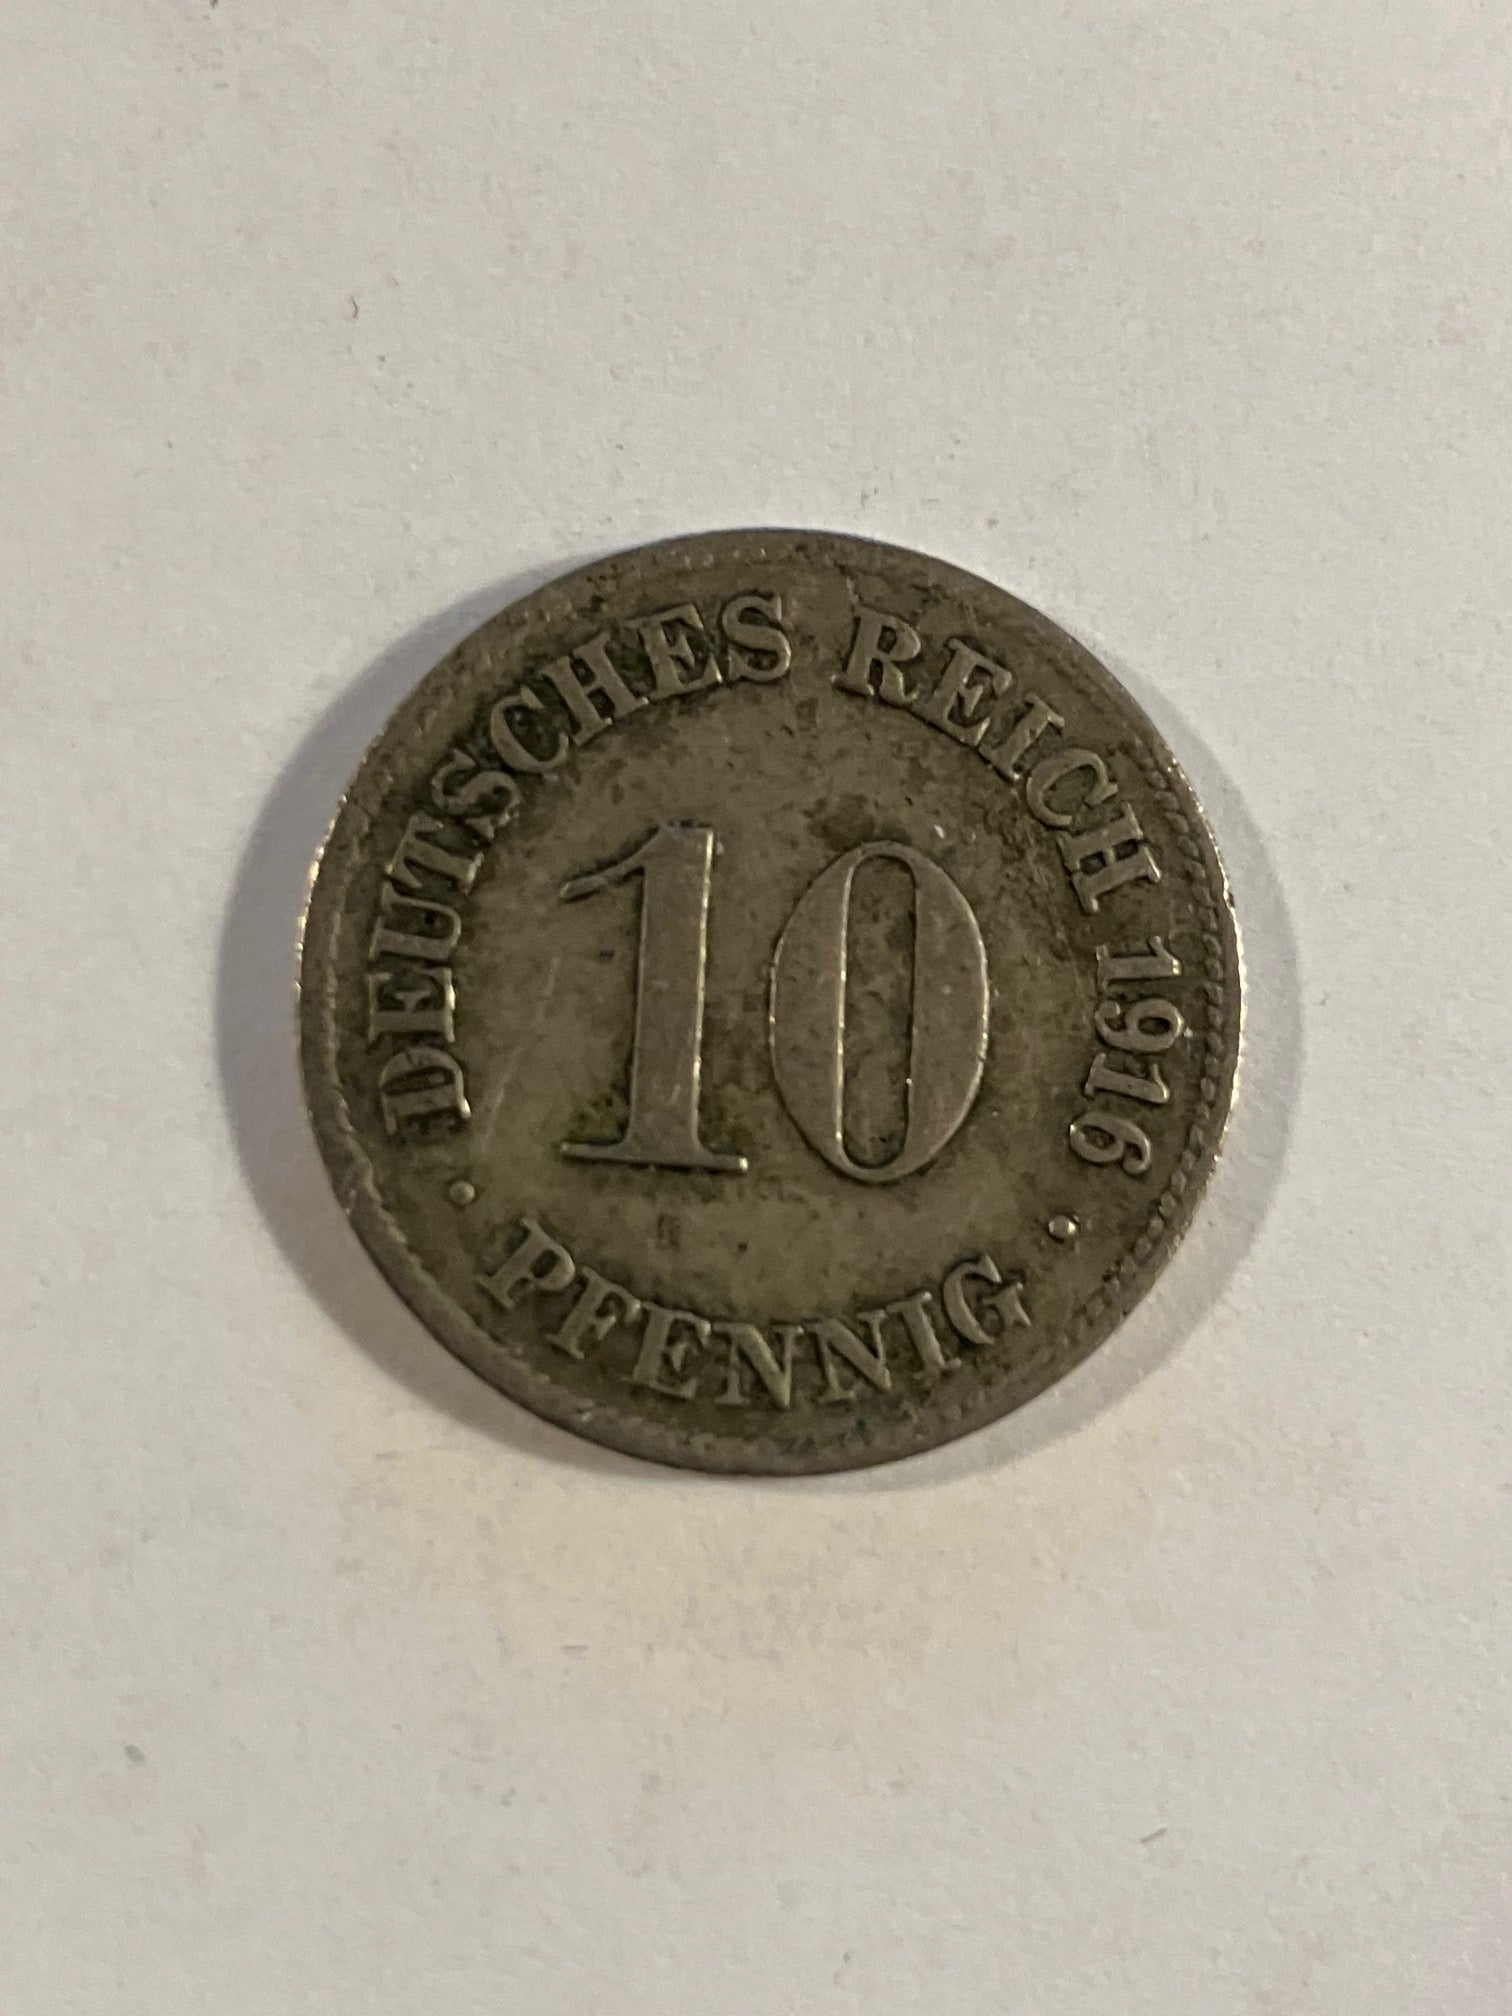 DEUTSCHES REICH 1916
10
• PFENNIG •